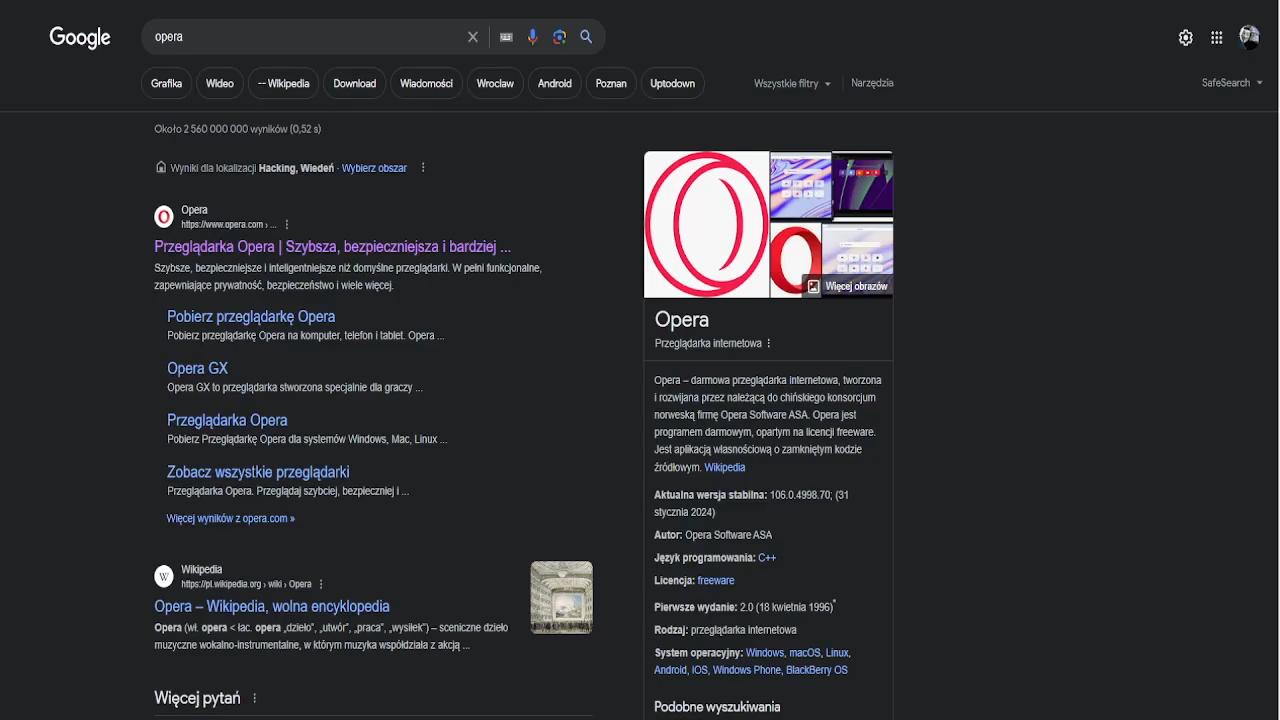 Google
opera
Grafika
Wideo
-- Wikipedia
Download
Wiadomości
Wroclaw
Android
Poznan
Uptodown
Wszystkie filtry
Narzędzia
SafeSearch
Około 2 560 000 000 wyników (0,52 s)
Wyniki dla lokalizacji Hacking, Wiedeń · Wybierz obszar
Opera
https://www.opera.com › ...
Przeglądarka Opera | Szybsza, bezpieczniejsza i bardziej ...
Szybsze, bezpieczniejsze i inteligentniejsze niż domyślne przeglądarki. W pełni funkcjonalne,
zapewniające prywatność, bezpieczeństwo i wiele więcej.
Pobierz przeglądarkę Opera
Pobierz przeglądarkę Opera na komputer, telefon i tablet. Opera ...
Opera GX
Opera GX to przeglądarka stworzona specjalnie dla graczy ...
Przeglądarka Opera
Pobierz Przeglądarkę Opera dla systemów Windows, Mac, Linux ...
Zobacz wszystkie przeglądarki
Przeglądarka Opera. Przeglądaj szybciej, bezpieczniej i ...
Więcej wyników z opera.com »
W
Wikipedia
https://pl.wikipedia.org › wiki › Opera
Opera – Wikipedia, wolna encyklopedia
Opera (wł. opera < łac. opera „dzieło”, „utwór”, „praca”, „wysiłek”) – sceniczne dzieło
muzyczne wokalno-instrumentalne, w którym muzyka współdziała z akcją ...
Więcej pytań
Więcej obrazów
Opera
Przeglądarka internetowa
Opera – darmowa przeglądarka internetowa, tworzona
i rozwijana przez należącą do chińskiego konsorcjum
norweską firmę Opera Software ASA. Opera jest
programem darmowym, opartym na licencji freeware.
Jest aplikacją własnościową o zamkniętym kodzie
źródłowym. Wikipedia
Aktualna wersja stabilna: 106.0.4998.70; (31
stycznia 2024)
Autor: Opera Software ASA
Język programowania: C++
Licencja: freeware
Pierwsze wydanie: 2.0 (18 kwietnia 1996)*
Rodzaj: przeglądarka internetowa
System operacyjny: Windows, macOS, Linux,
Android, iOS, Windows Phone, BlackBerry OS
Podobne wyszukiwania